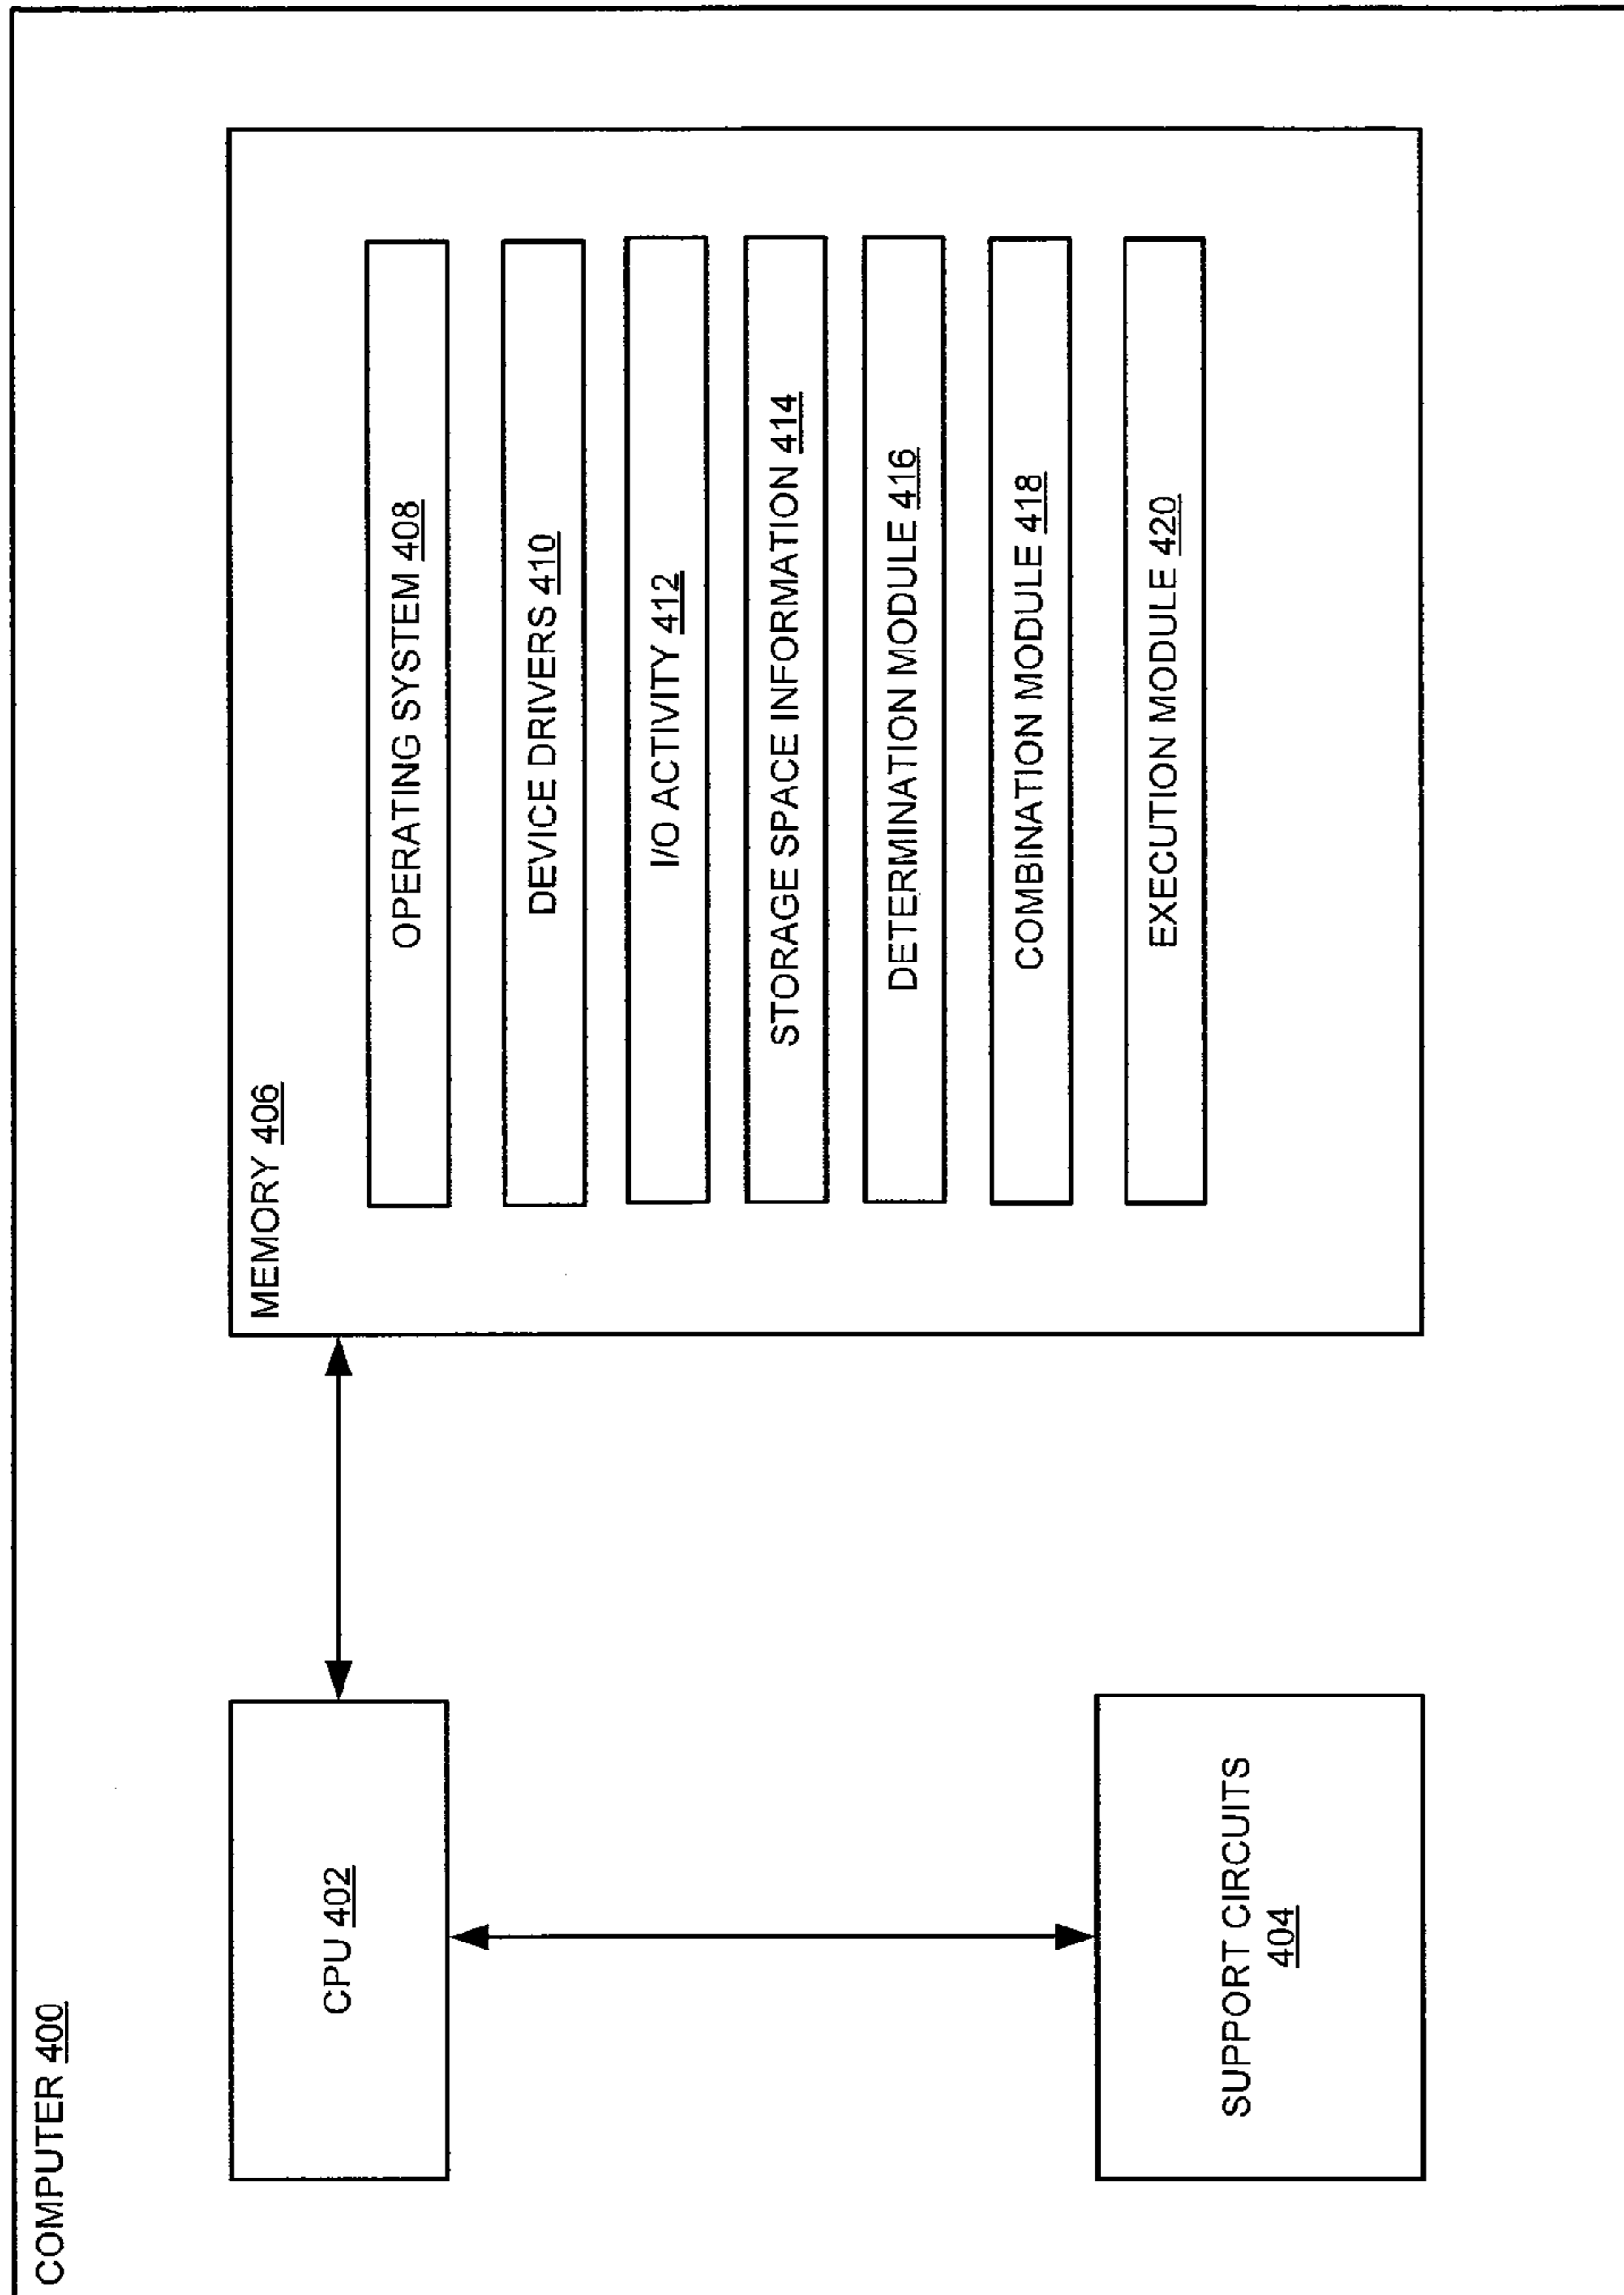 COMPUTER 400
CPU 402
SUPPORT CIRCUITS
404
MEMORY 406
OPERATING SYSTEM 408
DEVICE DRIVERS 410
I/O ACTIVITY 412
STORAGE SPACE INFORMATION 414
DETERMINATION MODULE 416
COMBINATION MODULE 418
EXECUTION MODULE 420